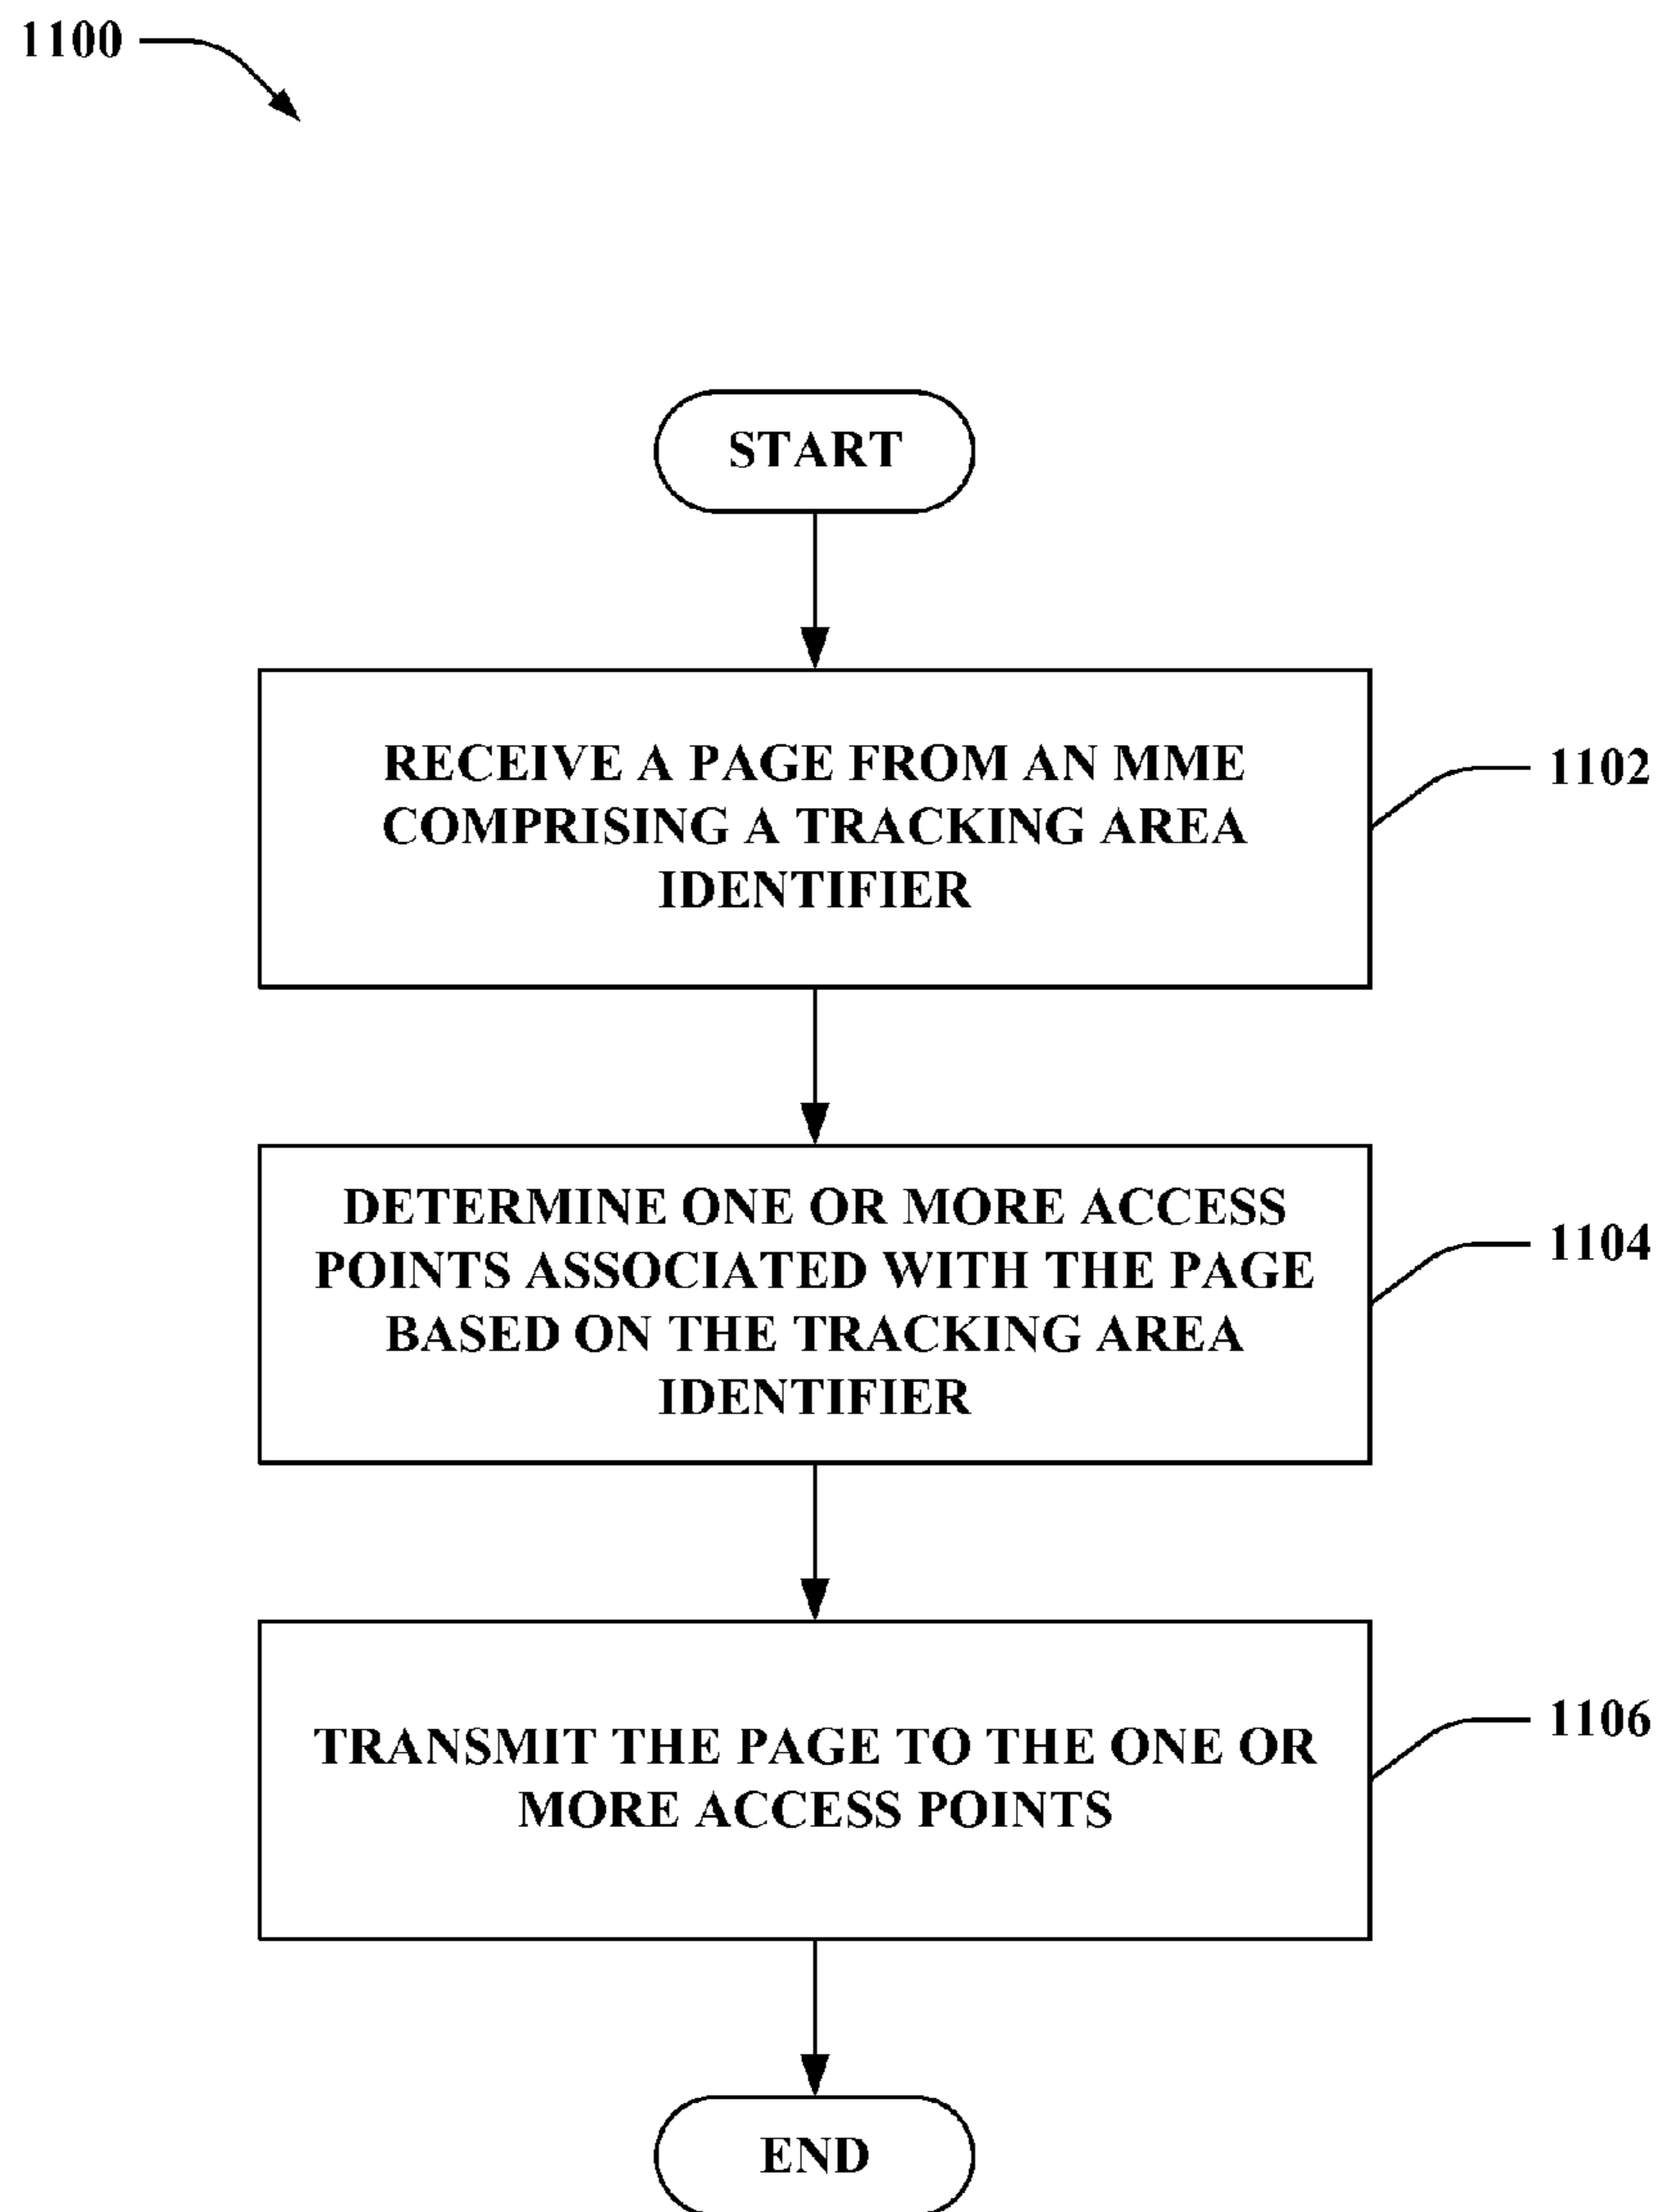 1100
START
RECEIVE A PAGE FROM AN MME
COMPRISING A TRACKING AREA
IDENTIFIER
1102
DETERMINE ONE OR MORE ACCESS
POINTS ASSOCIATED WITH THE PAGE
BASED ON THE TRACKING AREA
IDENTIFIER
1104
TRANSMIT THE PAGE TO THE ONE OR
MORE ACCESS POINTS
1106
END